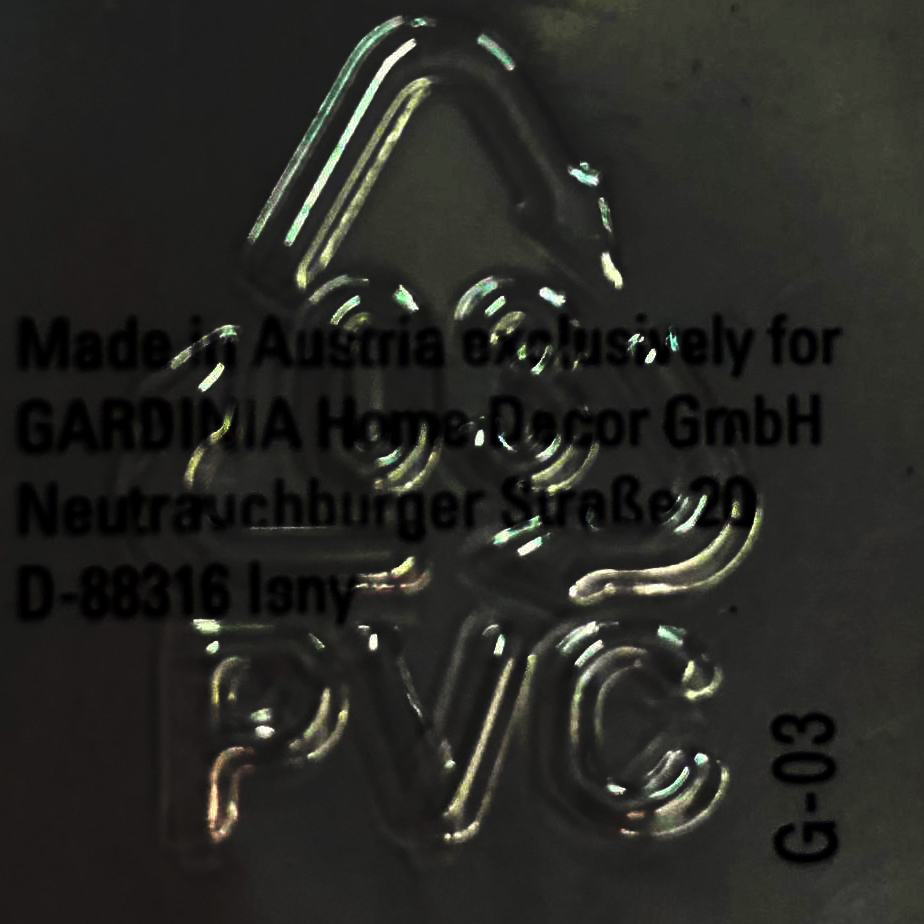 Made in Austria exclusively for
GARDINIA Home Decor GmbH
Neutrauchburger Straße 20
D-88316 Isny
03
PVC
G-03